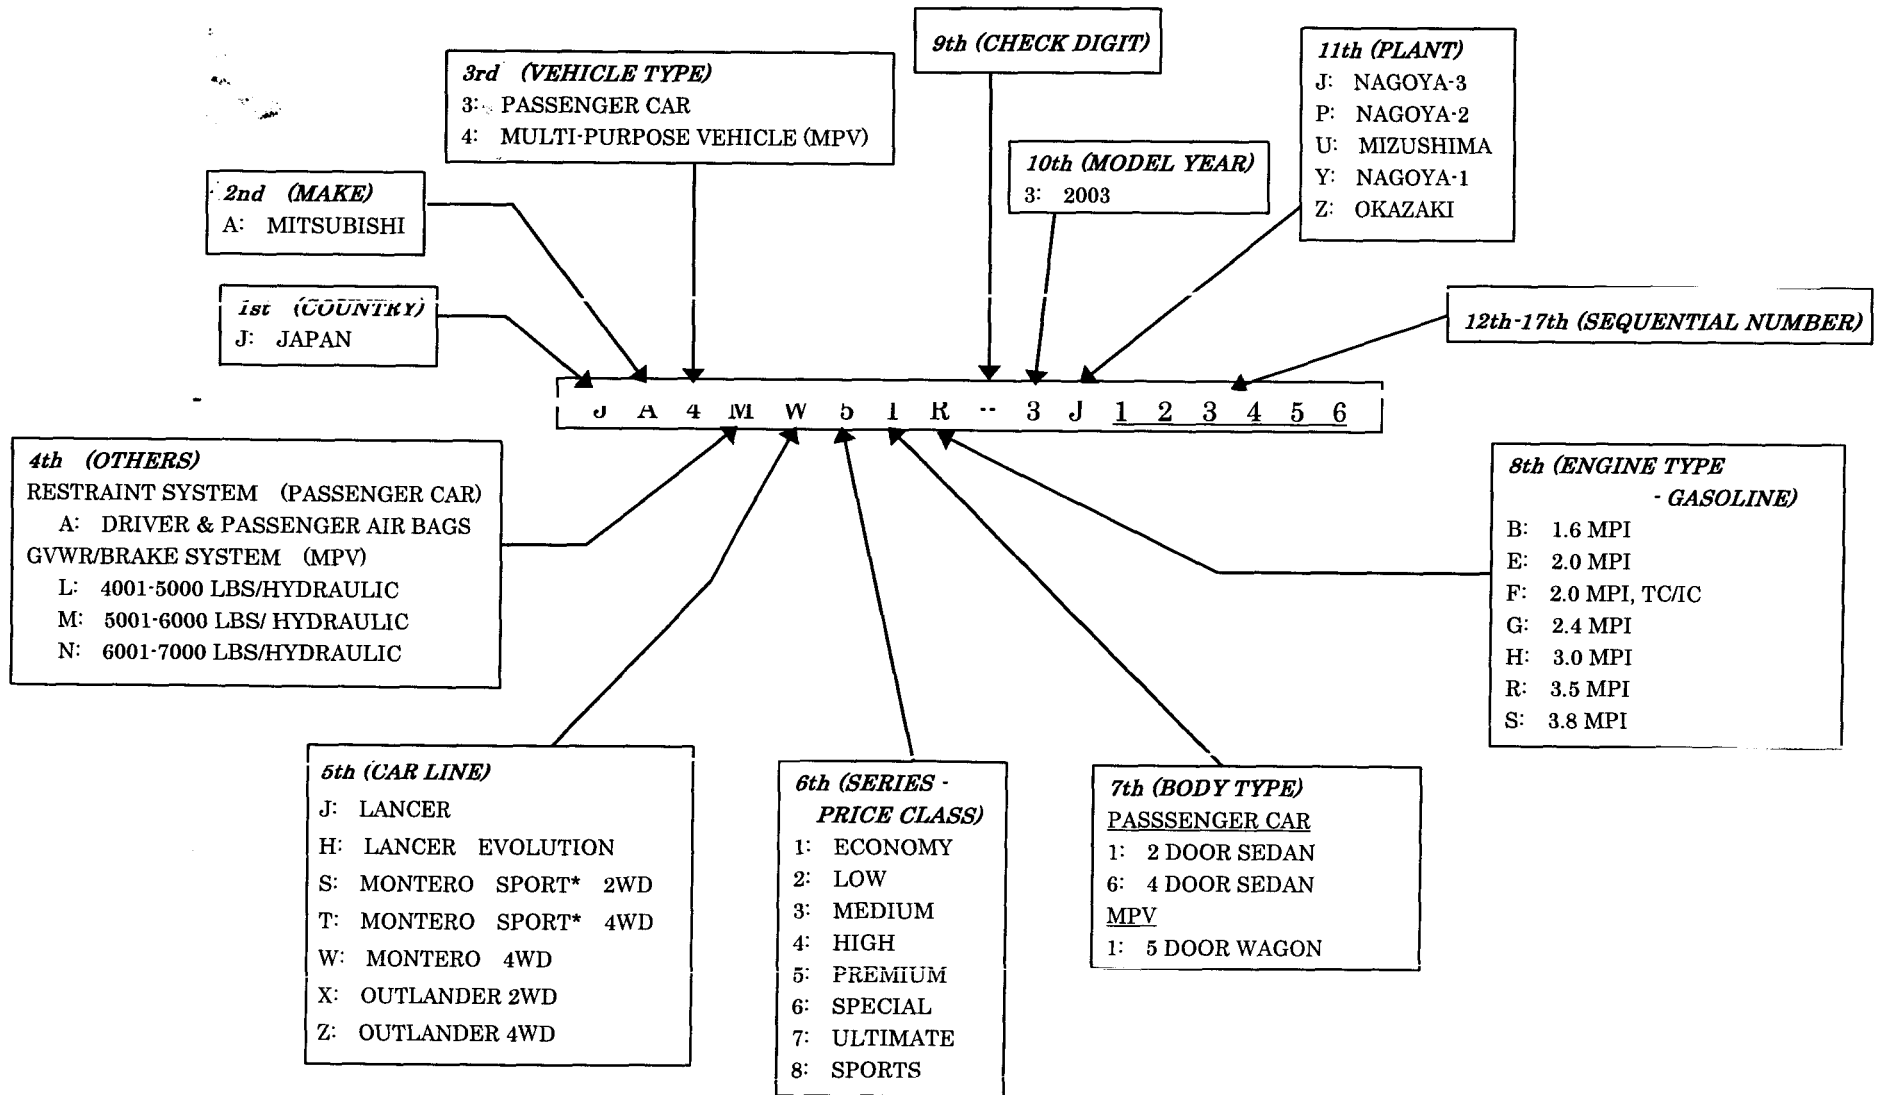 9th (CHECK DIGIT)
3rd (VEHICLE TYPE)
3: PASSENGER CAR
4: MULTI-PURPOSE VEHICLE (MPV)
11th (PLANT)
J: NAGOYA-3
P: NAGOYA-2
U: MIZUSHIMA
Y: NAGOYA-1
Z: OKAZAKI
10th (MODEL YEAR)
3: 2003
2nd (MAKE)
A: MITSUBISHI
1st (COUNTRY)
J: JAPAN
12th-17th (SEQUENTIAL NUMBER)
J A 4 M W 5 1 R -- 3 J 1 2 3 4 5 6
4th (OTHERS)
RESTRAINT SYSTEM (PASSENGER CAR)
A: DRIVER & PASSENGER AIR BAGS
GVWR/BRAKE SYSTEM (MPV)
L: 4001-5000 LBS/HYDRAULIC
M: 5001-6000 LBS/ HYDRAULIC
N: 6001-7000 LBS/HYDRAULIC
8th (ENGINE TYPE
- GASOLINE)
B: 1.6 MPI
E: 2.0 MPI
F: 2.0 MPI, TC/IC
G: 2.4 MPI
H: 3.0 MPI
R: 3.5 MPI
S: 3.8 MPI
5th (CAR LINE)
J: LANCER
H: LANCER EVOLUTION
S: MONTERO SPORT* 2WD
T: MONTERO SPORT* 4WD
W: MONTERO 4WD
X: OUTLANDER 2WD
Z: OUTLANDER 4WD
6th (SERIES -
PRICE CLASS)
1: ECONOMY
2: LOW
3: MEDIUM
4: HIGH
5: PREMIUM
6: SPECIAL
7: ULTIMATE
8: SPORTS
7th (BODY TYPE)
PASSSENGER CAR
1: 2 DOOR SEDAN
6: 4 DOOR SEDAN
MPV
1: 5 DOOR WAGON